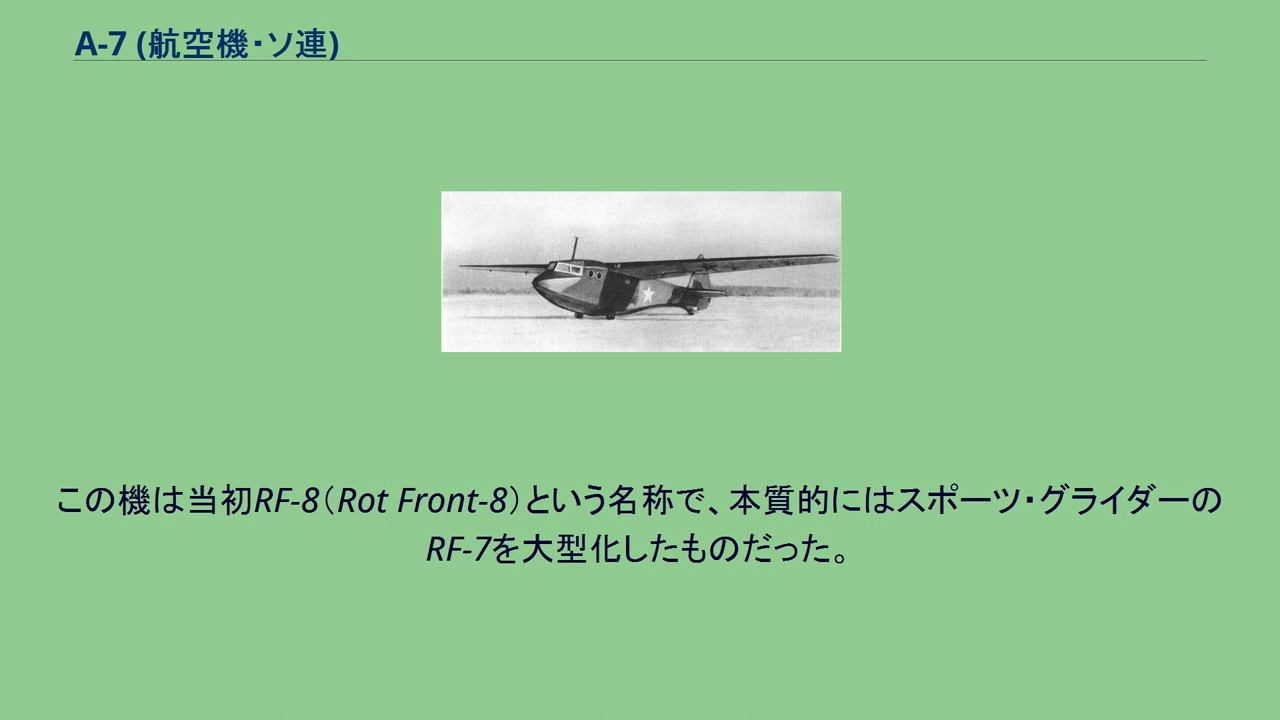 A-7 (航空機・ソ連)
この機は当初RF-8（Rot Front-8）という名称で、本質的にはスポーツ・グライダーの
RF-7を大型化したものだった。